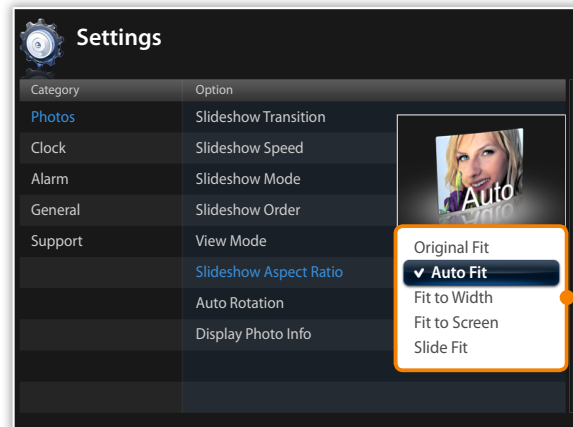 Settings
Category Option
Photos Slideshow Transition
Clock Slideshow Speed
Alarm Slideshow Mode
General Slideshow Order
Support View Mode
Slideshow Aspect Ratio
Auto Rotation
Display Photo Info
Auto
Original Fit
Auto Fit
Fit to Width
Fit to Screen
Slide Fit